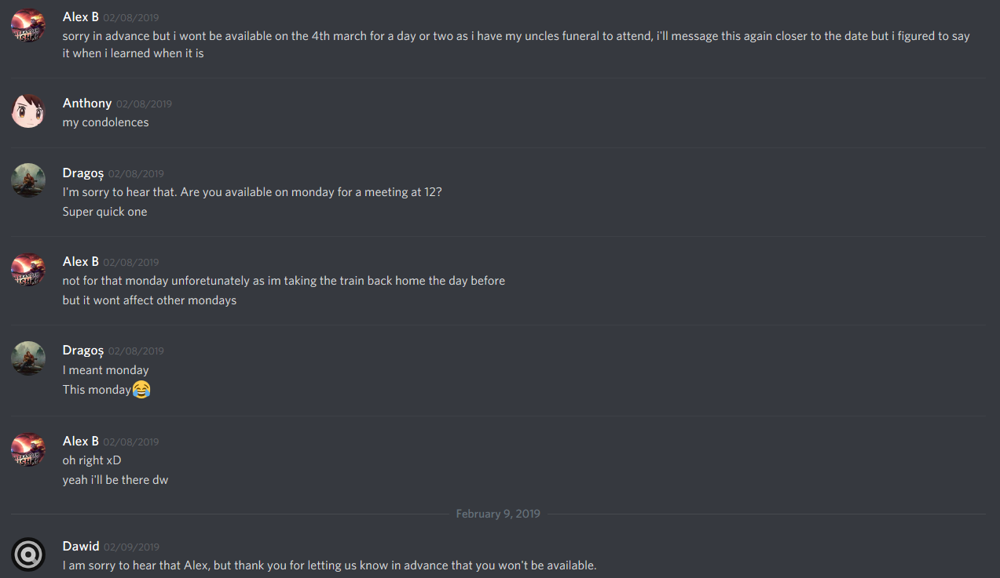 Alex B 02/08/2019
sorry in advance but i wont be available on the 4th march for a day or two as i have my uncles funeral to attend, i'll message this again closer to the date but i figured to say
it when i learned when it is
Anthony 02/08/2019
my condolences
Dragoș 02/08/2019
I'm sorry to hear that. Are you available on monday for a meeting at 12?
Super quick one
Alex B 02/08/2019
not for that monday unforetunately as im taking the train back home the day before
but it wont affect other mondays
Dragoș 02/08/2019
I meant monday
This monday😂
Alex B 02/08/2019
oh right xD
yeah i'll be there dw
February 9, 2019
Dawid 02/09/2019
I am sorry to hear that Alex, but thank you for letting us know in advance that you won't be available.